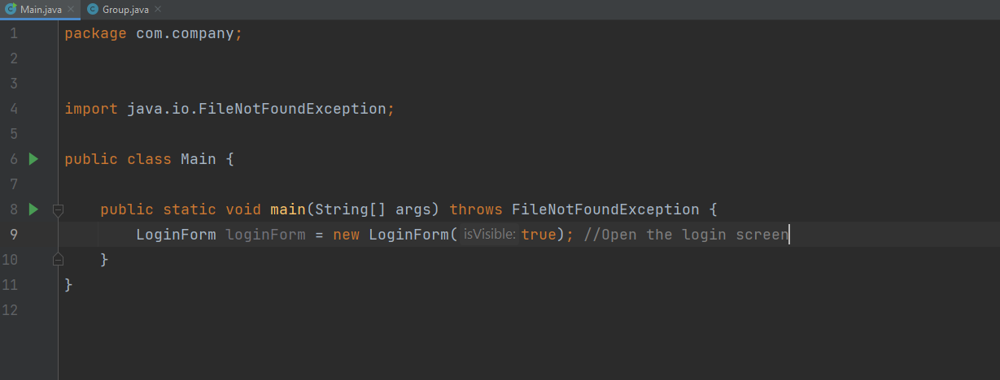 Main.java Group.java
1 package com.company;
2
3
4 import java.io.FileNotFoundException;
5
6 public class Main {
7
8 public static void main(String[] args) throws FileNotFoundException {
9 LoginForm loginForm = new LoginForm( isVisible: true); //Open the login screen
10 }
11 }
12